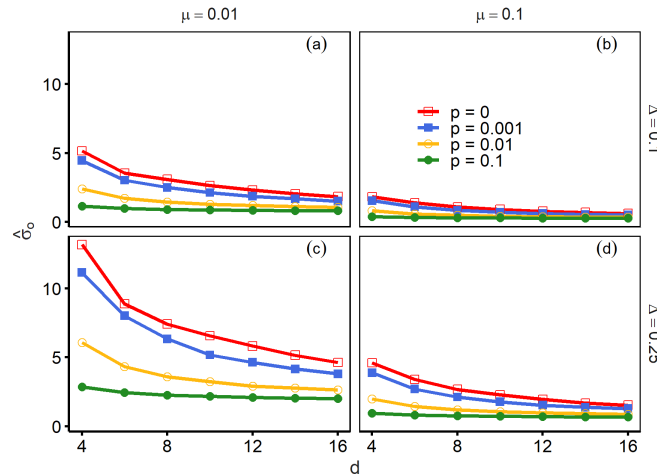 μ = 0.01
μ = 0.1
(a)
(b)
10
5
0
p = 0
p = 0.001
p = 0.01
p = 0.1
Δ = 0.1
σ̂ₒ
(c)
(d)
10
5
0
Δ = 0.25
4
8
12
16
4
8
12
16
d